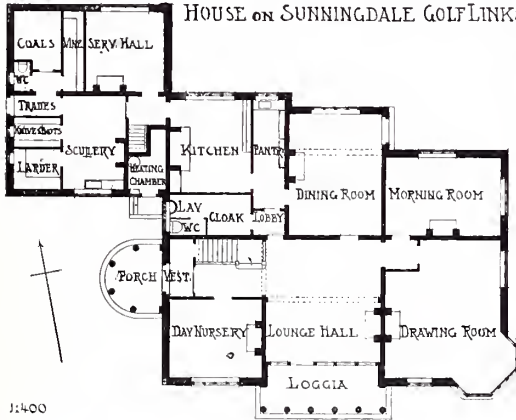 HOUSE ON SUNNINGDALE GOLF LINKS.
COALS
WINE
SERV. HALL
WC
TRADES
KNIVES BOOTS
SCULLERY
LARDER
HEATING
CHAMBER
KITCHEN
PANTRY
DINING ROOM
MORNING ROOM
LAV
WC
CLOAK
LOBBY
PORCH
VEST.
DAY NURSERY
LOUNGE HALL
DRAWING ROOM
LOGGIA
1:400